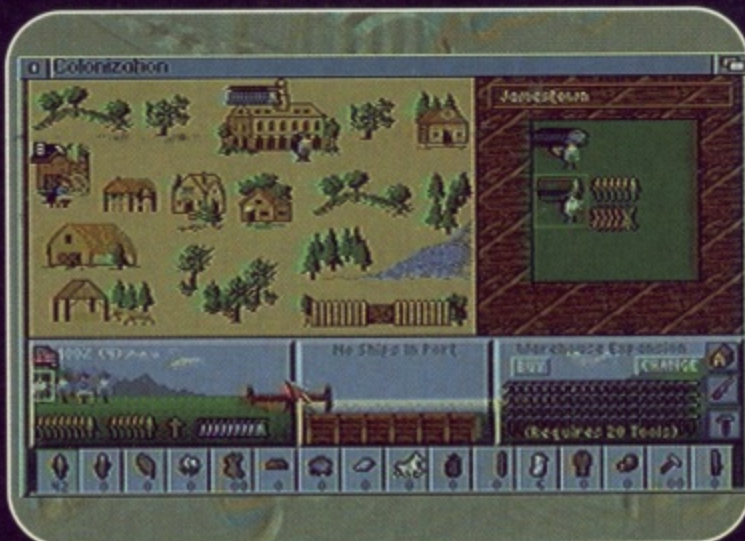 Colonization
Jamestown
No Ships In Port
Warehouse Expansion
BUY
CHANGE
(Requires 20 Tools)